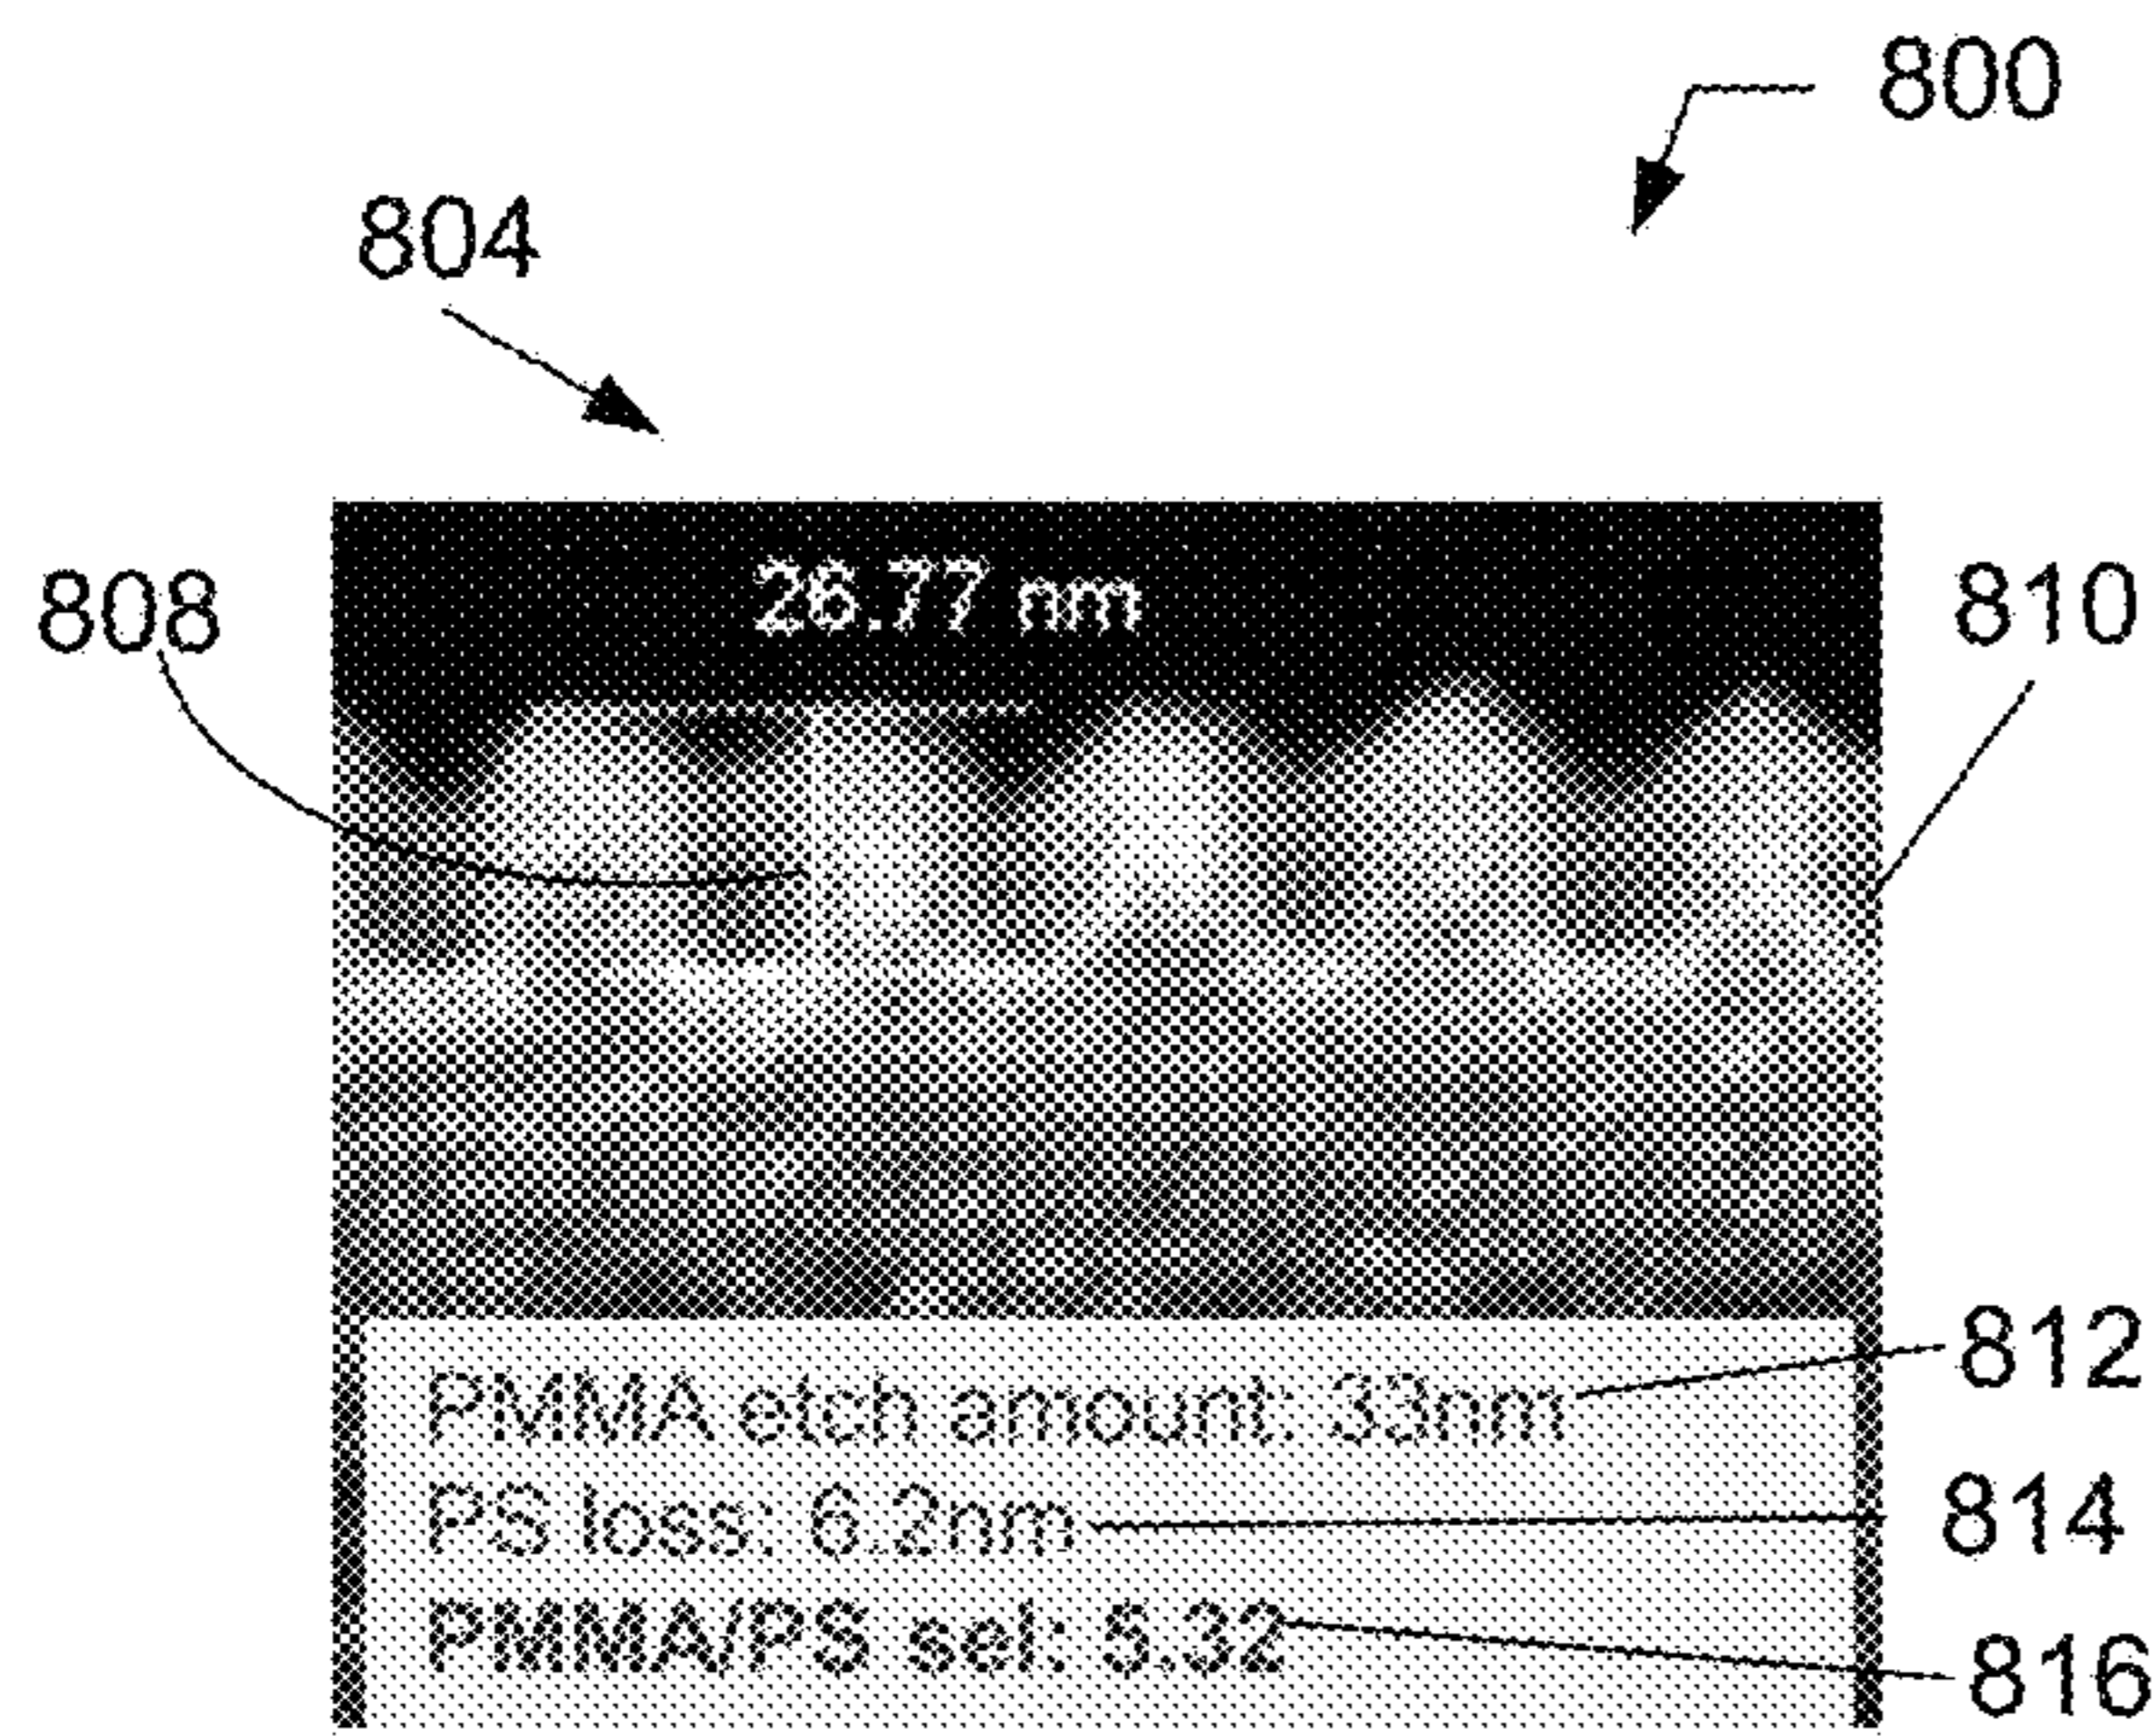 800
804
26.77 nm
808
810
PMMA etch amount: 33nm
812
PS loss: 6.2nm
814
PMMA/PS sel: 5.32
816